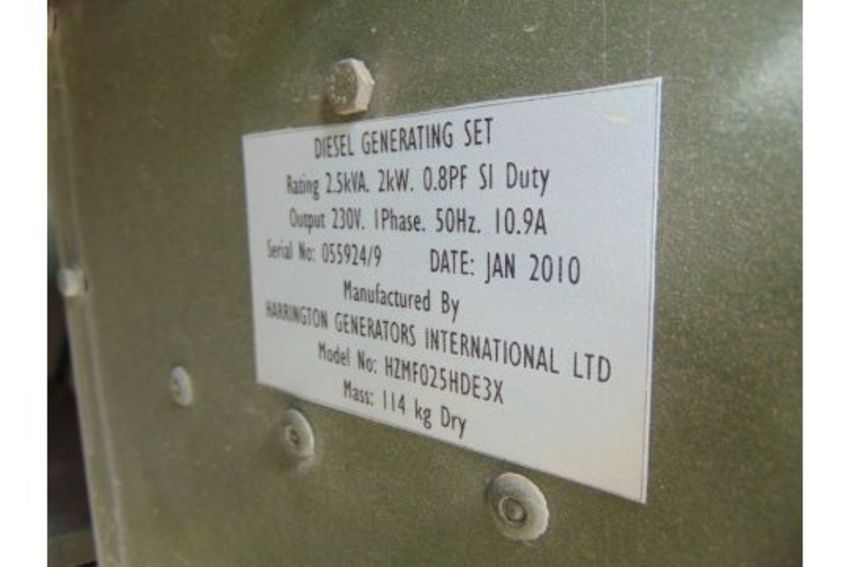 DIESEL GENERATING SET
Rating 2.5kVA. 2kW. 0.8PF S1 Duty
Output 230V. 1Phase. 50Hz. 10.9A
Serial No: 055924/9 DATE: JAN 2010
Manufactured By
HARRINGTON GENERATORS INTERNATIONAL LTD
Model No: HZMF025HDE3X
Mass: 114 kg Dry